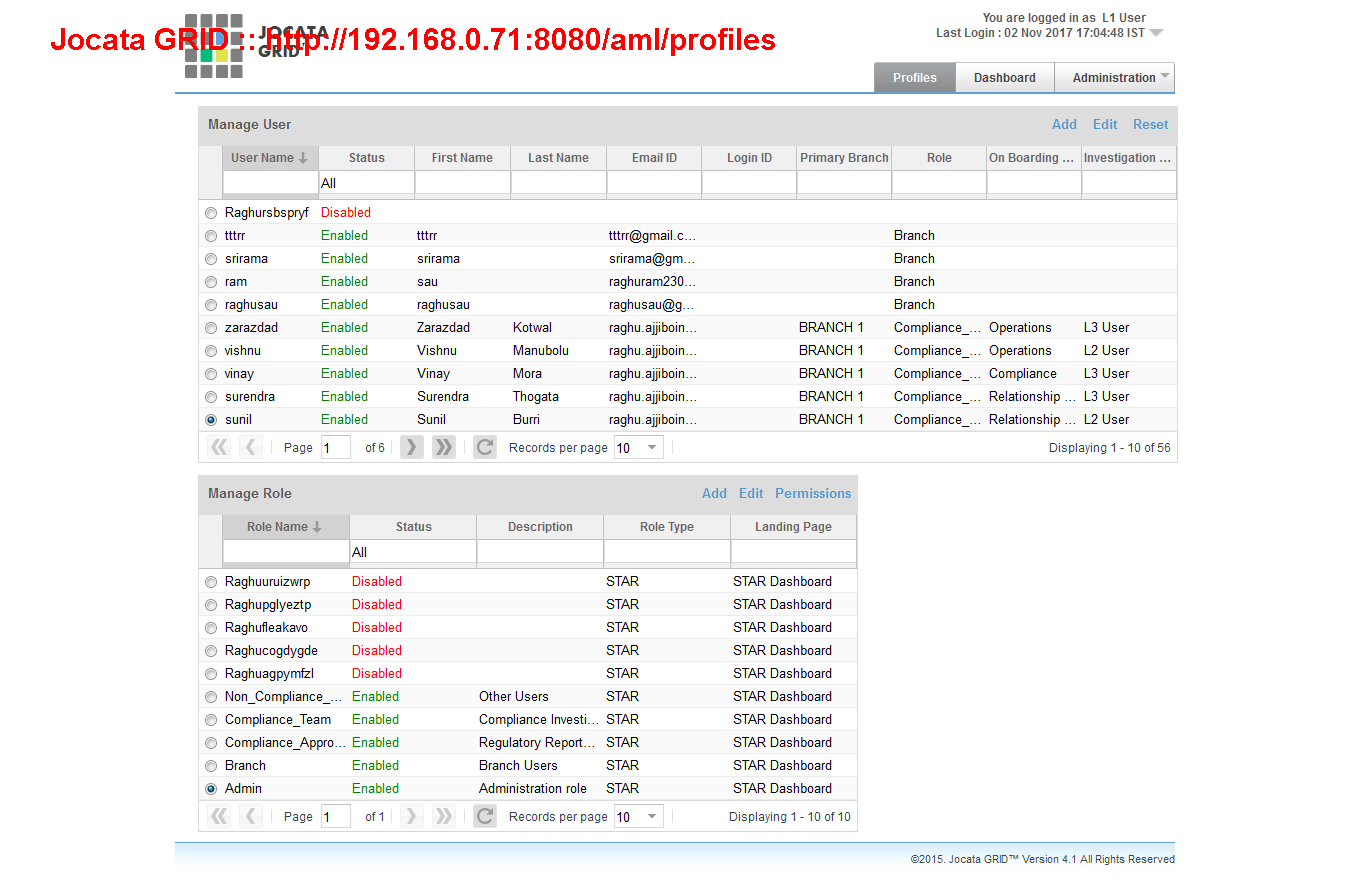 You are logged in as L1 User
Jocata GRID :: http://192.168.0.71:8080/aml/profiles
JOCATA
GRID™
Last Login : 02 Nov 2017 17:04:48 IST
Profiles Dashboard Administration
Manage User Add Edit Reset
User Name Status First Name Last Name Email ID Login ID Primary Branch Role On Boarding ... Investigation ...
All
Raghursbspryf Disabled
tttrr Enabled tttrr tttrr@gmail.c... Branch
srirama Enabled srirama srirama@gm... Branch
ram Enabled sau raghuram230... Branch
raghusau Enabled raghusau raghusau@g... Branch
zarazdad Enabled Zarazdad Kotwal raghu.ajjiboin... BRANCH 1 Compliance_... Operations L3 User
vishnu Enabled Vishnu Manubolu raghu.ajjiboin... BRANCH 1 Compliance_... Operations L2 User
vinay Enabled Vinay Mora raghu.ajjiboin... BRANCH 1 Compliance_... Compliance L3 User
surendra Enabled Surendra Thogata raghu.ajjiboin... BRANCH 1 Compliance_... Relationship ... L3 User
sunil Enabled Sunil Burri raghu.ajjiboin... BRANCH 1 Compliance_... Relationship ... L2 User
Page 1 of 6 Records per page 10 Displaying 1 - 10 of 56
Manage Role Add Edit Permissions
Role Name Status Description Role Type Landing Page
All
Raghuuruizwrp Disabled STAR STAR Dashboard
Raghupglyeztp Disabled STAR STAR Dashboard
Raghufleakavo Disabled STAR STAR Dashboard
Raghucogdygde Disabled STAR STAR Dashboard
Raghuagpymfzl Disabled STAR STAR Dashboard
Non_Compliance_... Enabled Other Users STAR STAR Dashboard
Compliance_Team Enabled Compliance Investi... STAR STAR Dashboard
Compliance_Appro... Enabled Regulatory Report... STAR STAR Dashboard
Branch Enabled Branch Users STAR STAR Dashboard
Admin Enabled Administration role STAR STAR Dashboard
Page 1 of 1 Records per page 10 Displaying 1 - 10 of 10
©2015. Jocata GRID™ Version 4.1 All Rights Reserved